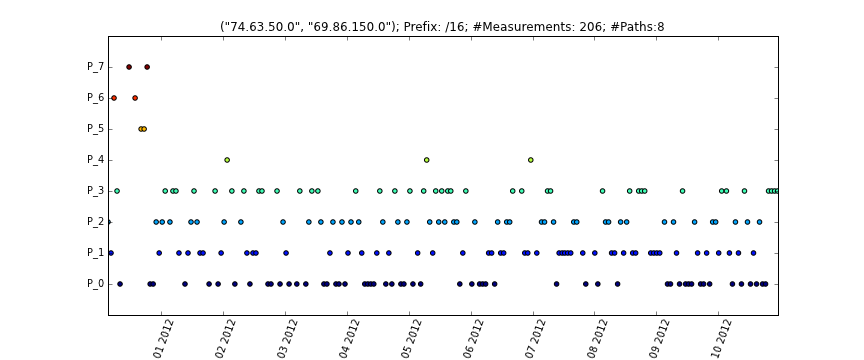 ("74.63.50.0", "69.86.150.0"); Prefix: /16; #Measurements: 206; #Paths:8
P_7
P_6
P_5
P_4
P_3
P_2
P_1
P_0
01 2012
02 2012
03 2012
04 2012
05 2012
06 2012
07 2012
08 2012
09 2012
10 2012